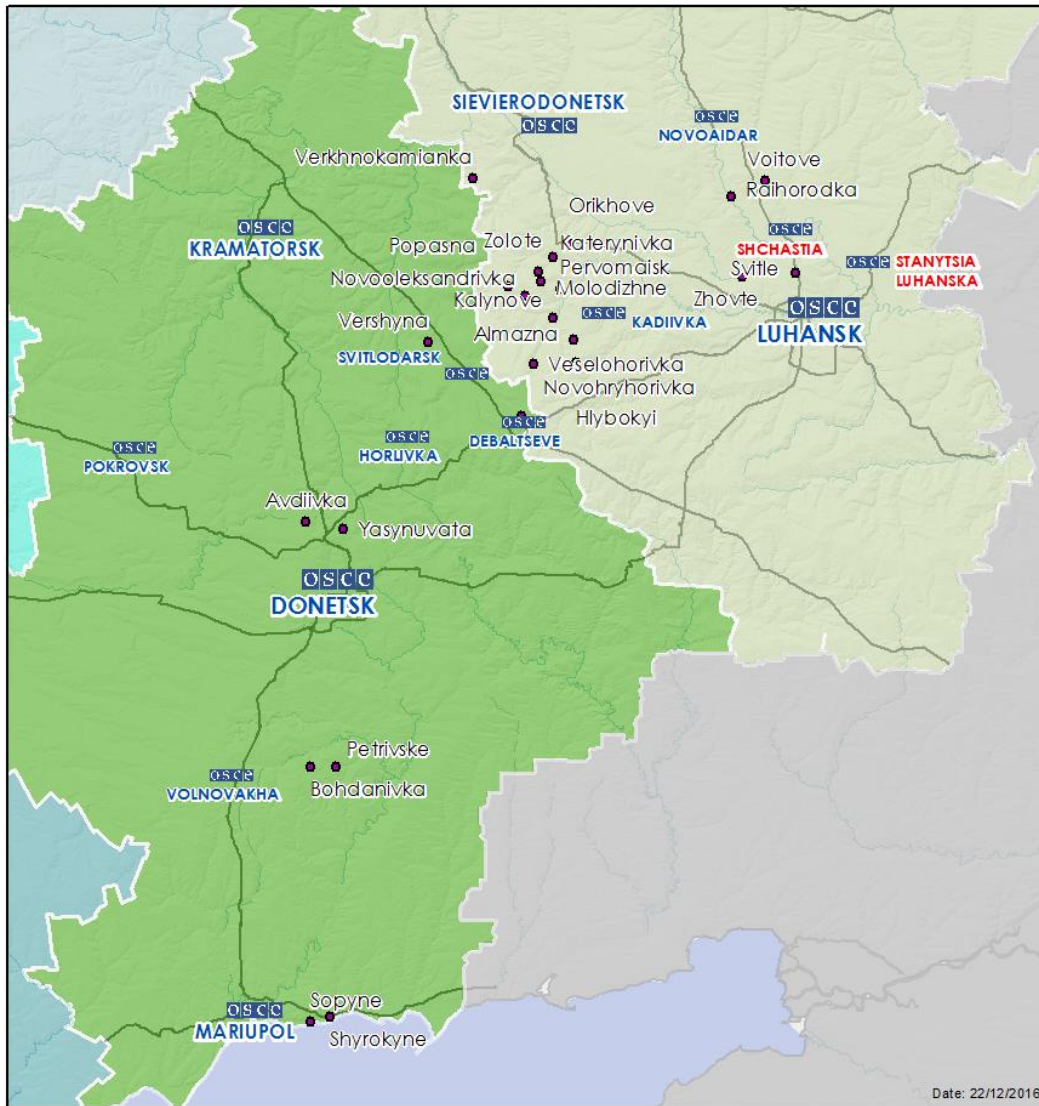 SIEVIERODONETSK
OSCE
OSCE
NOVOAIDAR
Verkhnokamianka
Voitove
Raihorodka
Orikhove
OSCE
KRAMATORSK
Popasna
Zolote
Katerynivka
OSCE
SHCHASTIA
OSCE
STANYTSIA
LUHANSKA
Novooleksandrivka
Pervomaisk
Svitle
Kalynove
Molodizhne
Zhovte
OSCE
LUHANSK
Vershyna
Almazna
OSCE
KADIIVKA
SVITLODARSK
OSCE
Veselohorivka
Novohryhorivka
Hlybokyi
OSCE
DEBALTSEVE
OSCE
HORLIVKA
OSCE
POKROVSK
Avdiivka
Yasynuvata
OSCE
DONETSK
Petrivske
Bohdanivka
OSCE
VOLNOVAKHA
OSCE
MARIUPOL
Sopyne
Shyrokyne
Date: 22/12/2016